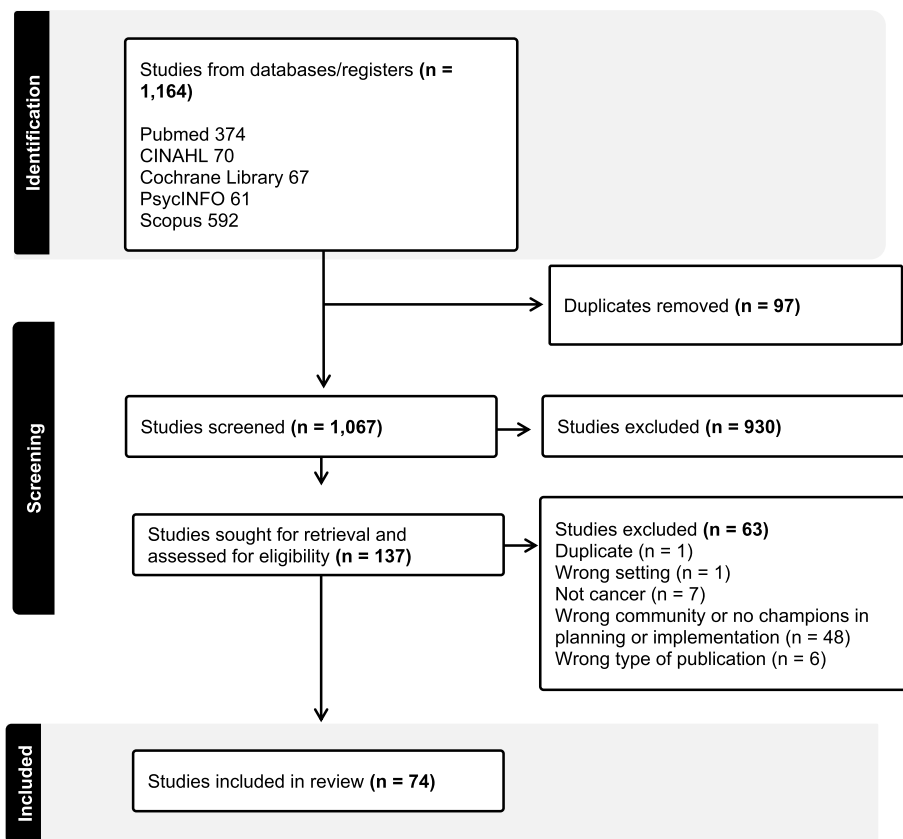 Identification
Studies from databases/registers (n =
1,164)
Pubmed 374
CINAHL 70
Cochrane Library 67
PsycINFO 61
Scopus 592
Duplicates removed (n = 97)
Screening
Studies screened (n = 1,067)
Studies excluded (n = 930)
Studies sought for retrieval and
assessed for eligibility (n = 137)
Studies excluded (n = 63)
Duplicate (n = 1)
Wrong setting (n = 1)
Not cancer (n = 7)
Wrong community or no champions in
planning or implementation (n = 48)
Wrong type of publication (n = 6)
Included
Studies included in review (n = 74)